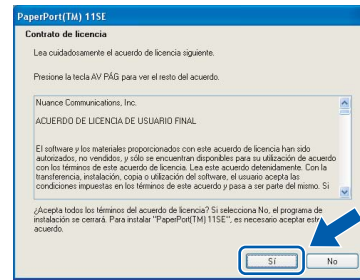 PaperPort(TM) 11SE
Contrato de licencia
Lea cuidadosamente el acuerdo de licencia siguiente.
Presione la tecla AV PÁG para ver el resto del acuerdo.
Nuance Communications, Inc.
ACUERDO DE LICENCIA DE USUARIO FINAL
El software y los materiales proporcionados con este acuerdo de licencia han sido
autorizados, no vendidos, y sólo se encuentran disponibles para su utilización de acuerdo
con los términos de este acuerdo de licencia. Lea este acuerdo detenidamente. Con la
transferencia, instalación, copia o utilización del software, el usuario acepta las
condiciones impuestas en los términos de este acuerdo y pasa a ser parte del mismo. Si
¿Acepta todos los términos del acuerdo de licencia? Si selecciona No, el programa de
instalación se cerrará. Para instalar "PaperPort(TM) 11SE", es necesario aceptar este
acuerdo.
Sí
No